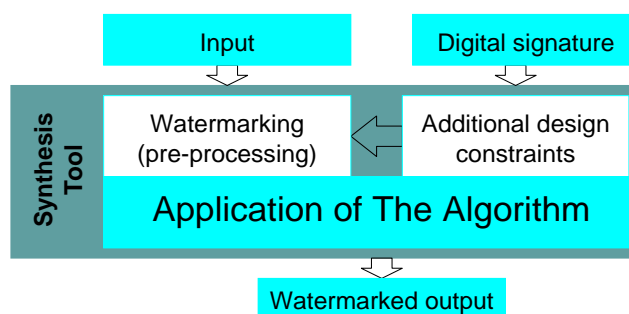 Input
Digital signature
Synthesis
Tool
Watermarking
(pre-processing)
Additional design
constraints
Application of The Algorithm
Watermarked output